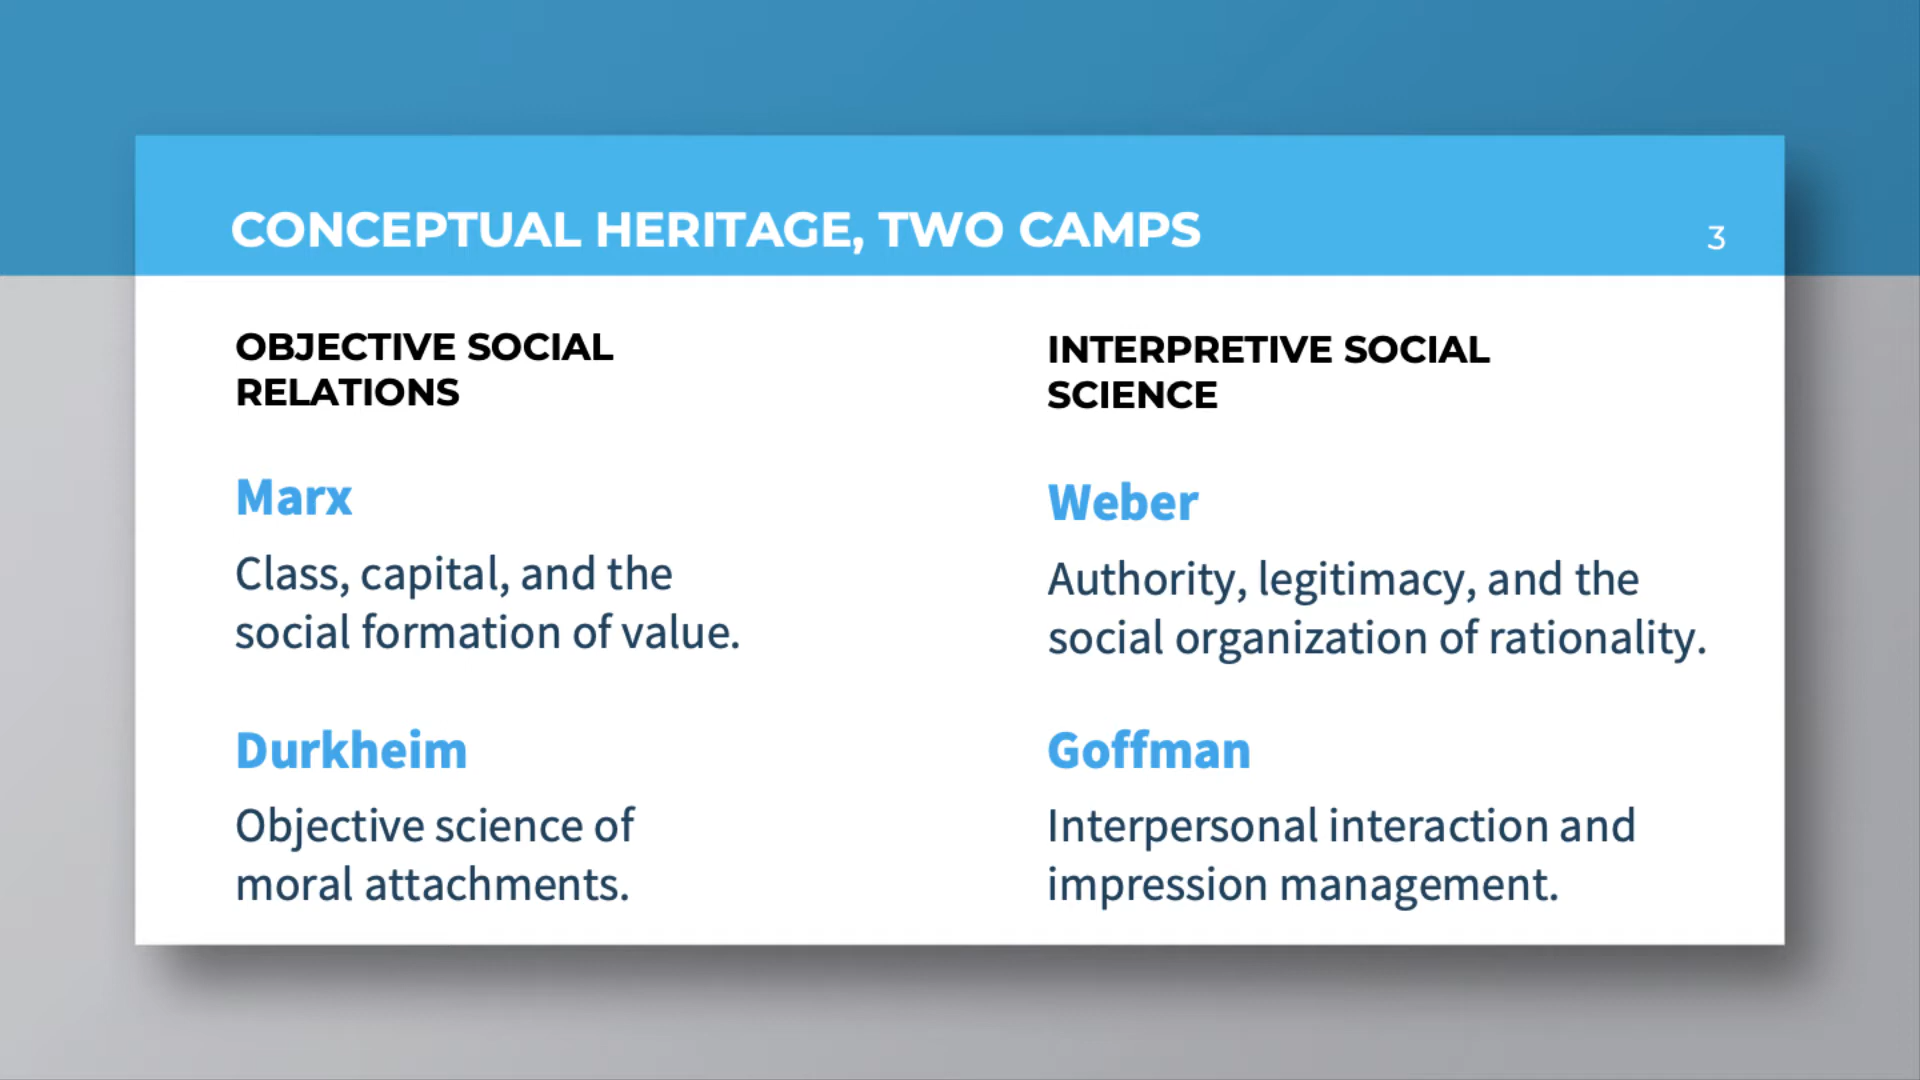 CONCEPTUAL HERITAGE, TWO CAMPS
3
OBJECTIVE SOCIAL
RELATIONS
Marx
Class, capital, and the
social formation of value.
Durkheim
Objective science of
moral attachments.
INTERPRETIVE SOCIAL
SCIENCE
Weber
Authority, legitimacy, and the
social organization of rationality.
Goffman
Interpersonal interaction and
impression management.